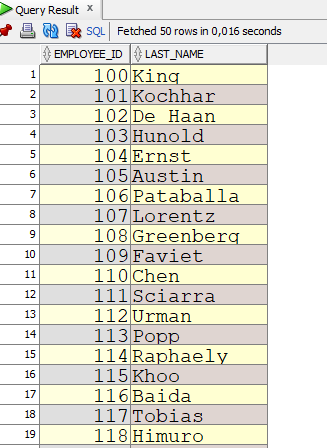 Query Result x
SQL | Fetched 50 rows in 0,016 seconds
EMPLOYEE_ID LAST_NAME
1 100 King
2 101 Kochhar
3 102 De Haan
4 103 Hunold
5 104 Ernst
6 105 Austin
7 106 Pataballa
8 107 Lorentz
9 108 Greenberg
10 109 Faviet
11 110 Chen
12 111 Sciarra
13 112 Urman
14 113 Popp
15 114 Raphaely
16 115 Khoo
17 116 Baida
18 117 Tobias
19 118 Himuro